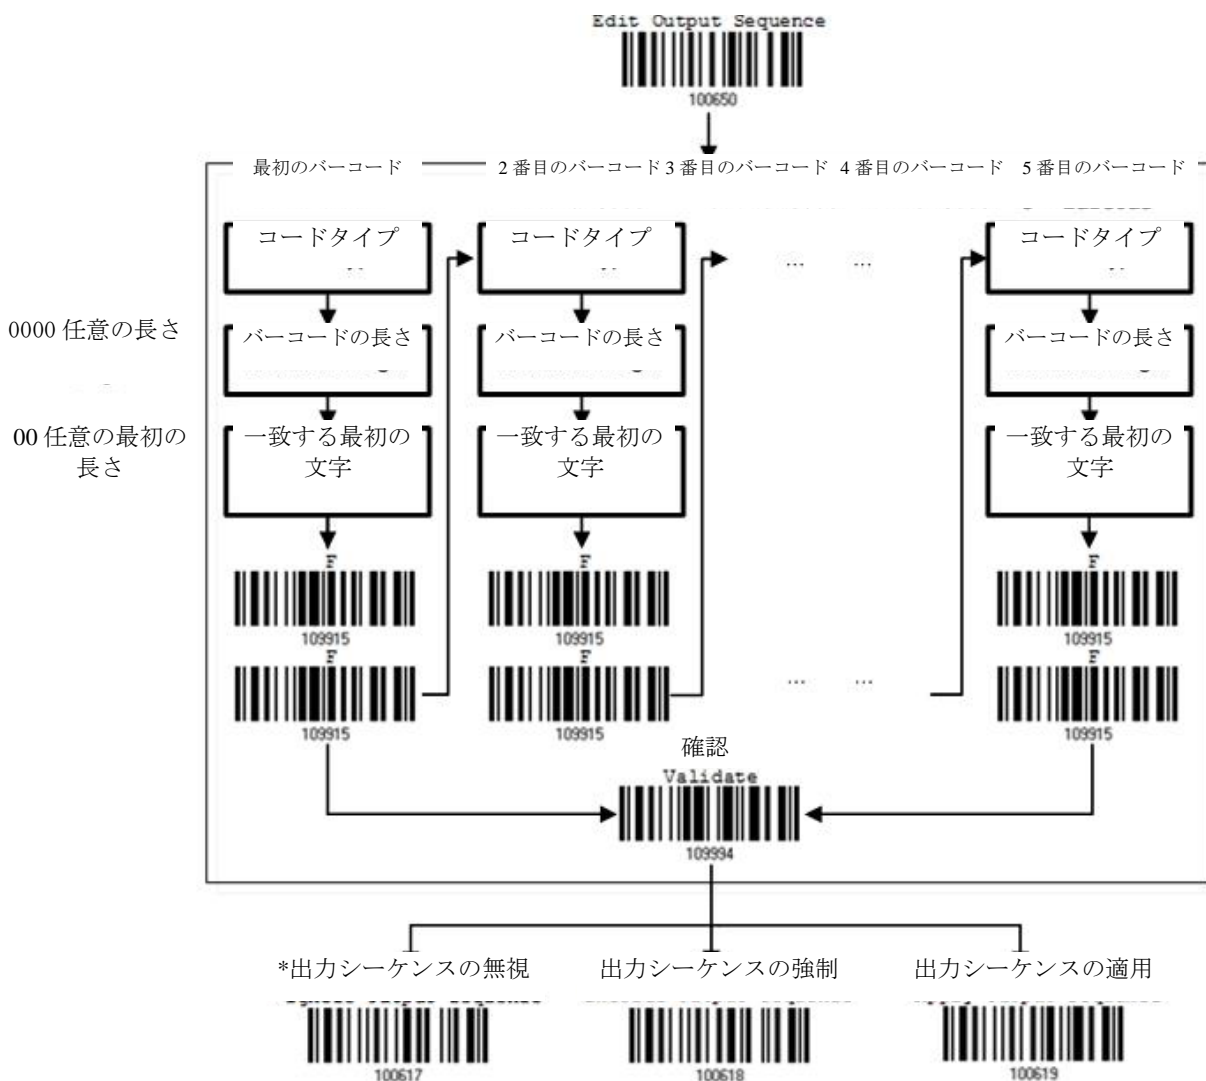 Edit Output Sequence
100650
最初のバーコード
2 番目のバーコード
3 番目のバーコード
4 番目のバーコード
5 番目のバーコード
コードタイプ
コードタイプ
... ...
コードタイプ
0000 任意の長さ
バーコードの長さ
バーコードの長さ
バーコードの長さ
00 任意の最初の
長さ
一致する最初の
文字
一致する最初の
文字
一致する最初の
文字
109915
109915
109915
... ...
109915
109915
109915
確認
Validate
109994
*出力シーケンスの無視
出力シーケンスの強制
出力シーケンスの適用
100617
100618
100619